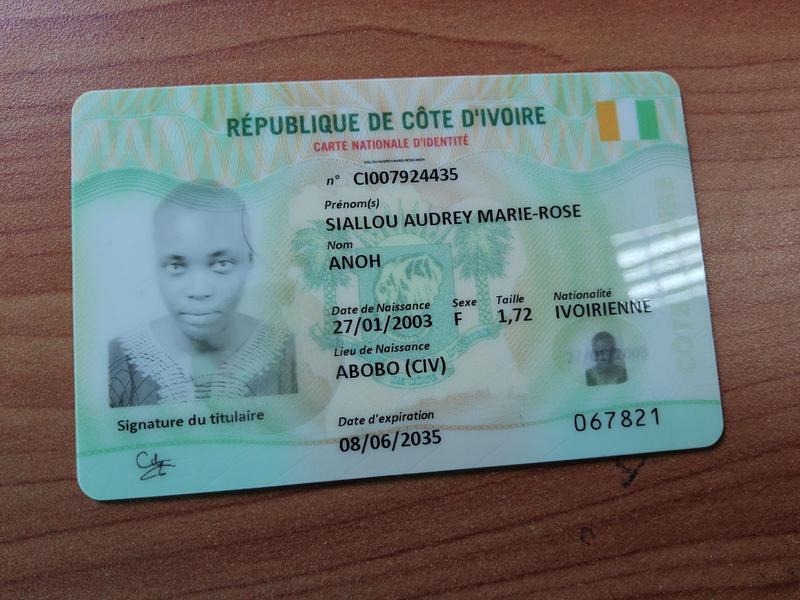 RÉPUBLIQUE DE CÔTE D'IVOIRE
CARTE NATIONALE D'IDENTITÉ
n° CI007924435
Prénom(s)
SIALLOU AUDREY MARIE-ROSE
Nom
ANOH
Date de Naissance Sexe Taille Nationalité
27/01/2003 F 1,72 IVOIRIENNE
Lieu de Naissance
ABOBO (CIV)
Signature du titulaire
Date d'expiration
08/06/2035
067821